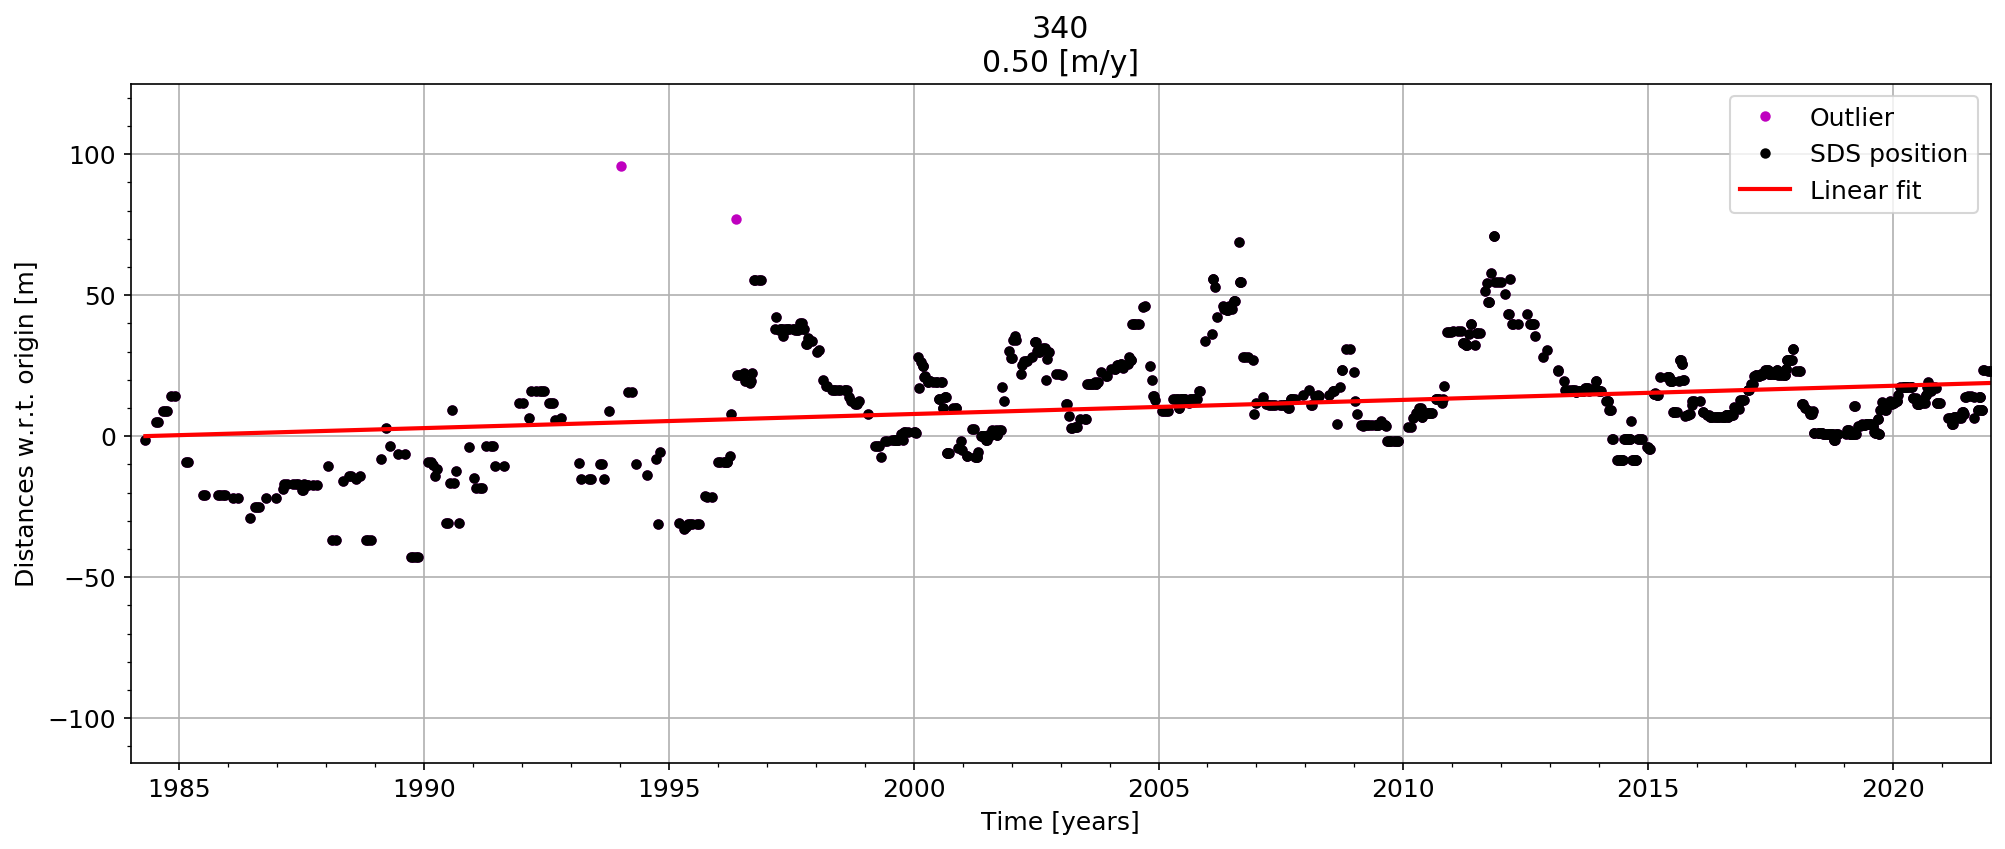 340
0.50 [m/y]
Outlier
SDS position
Linear fit
Distances w.r.t. origin [m]
100
50
0
−50
−100
1985 1990 1995 2000 2005 2010 2015 2020
Time [years]